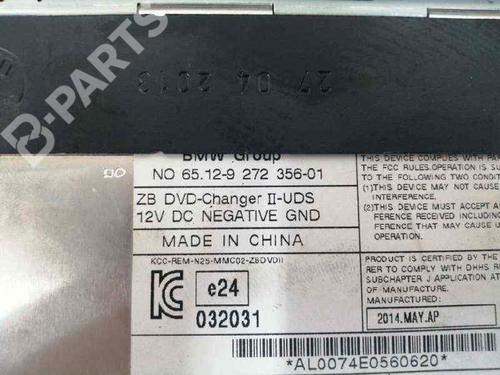 27 04 2013
B-PARTS
BMW Group
NO 65.12-9 272 356-01
ZB DVD-Changer II-UDS
12V DC NEGATIVE GND
MADE IN CHINA
KCC-REM-N25-MMC02-ZBDVDII
e24
032031
DEVICE COMPLIES WITH PAR
THE FCC RULES.OPERATION IS
TO THE FOLLOWING TWO CONDIT
(1)THIS DEVICE MAY NOT CAUSE
INTERFERENCE.
(2)THIS DEVICE MUST ACCEPT A
INTERFERENCE RECEIVED
INCLUDING INTERFERENCE
THAT MAY CAUSE UNDE
OPERATION.
PRODUCT IS CERTIFIED BY
RER TO COMPLY WITH DHHS R
SUBCHAPTER J APPLICATION AT
OF MANUFACTURE.
MANUFACTURED:
2014.MAY.AP
*AL0074E0560620*